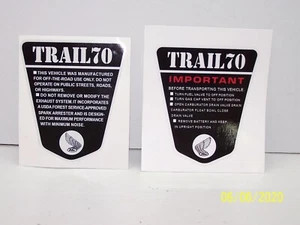 TRAIL70
■ THIS VEHICLE WAS MANUFACTURED
FOR OFF-THE-ROAD USE ONLY. DO NOT
OPERATE ON PUBLIC STREETS, ROADS,
OR HIGHWAYS.
■ DO NOT REMOVE OR MODIFY THE
EXHAUST SYSTEM. IT INCORPORATES
A USDA FOREST SERVICE-APPROVED
SPARK ARRESTER AND IS DESIGN-
ED FOR MAXIMUM PERFORMANCE
WITH MINIMUM NOISE.
TRAIL70
IMPORTANT
BEFORE TRANSPORTING THIS VEHICLE
■ TURN FUEL VALVE TO OFF POSITION
■ TURN GAS CAP VENT TO OFF POSITION
■ OPEN CARBURETOR DRAIN VALVE DRAIN
CARBURETOR FLOAT BOWL CLOSE
DRAIN VALVE
■ REMOVE BATTERY AND KEEP
IN UPRIGHT POSITION